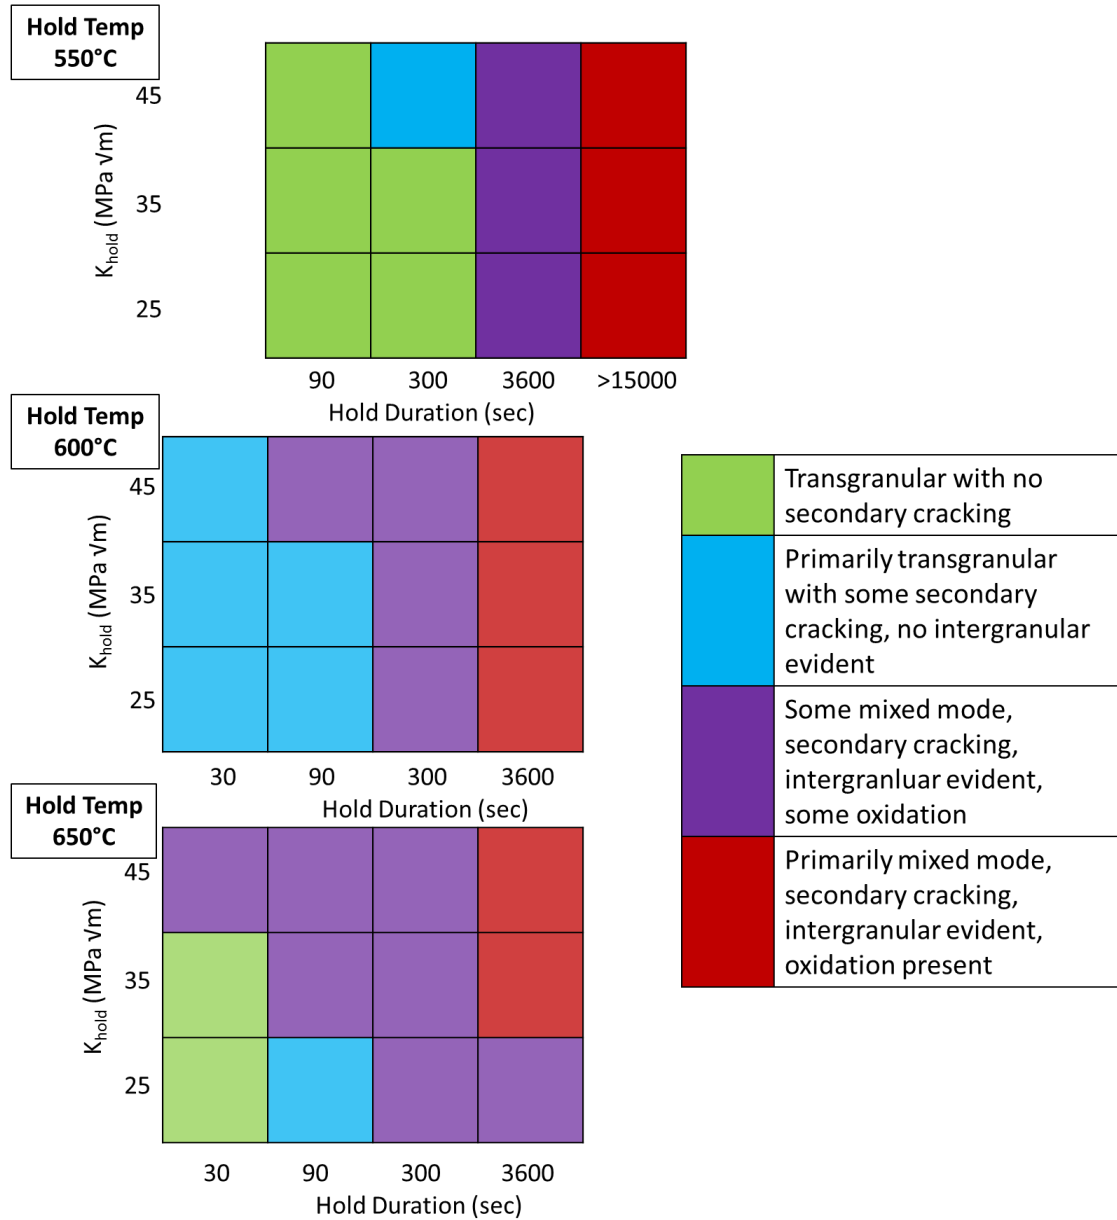 Hold Temp
550°C
45
35
25
K_hold (MPa √m)
90 300 3600 >15000
Hold Duration (sec)
Hold Temp
600°C
45
35
25
K_hold (MPa √m)
30 90 300 3600
Hold Duration (sec)
Hold Temp
650°C
45
35
25
K_hold (MPa √m)
30 90 300 3600
Hold Duration (sec)
Transgranular with no
secondary cracking
Primarily transgranular
with some secondary
cracking, no intergranular
evident
Some mixed mode,
secondary cracking,
intergranluar evident,
some oxidation
Primarily mixed mode,
secondary cracking,
intergranular evident,
oxidation present